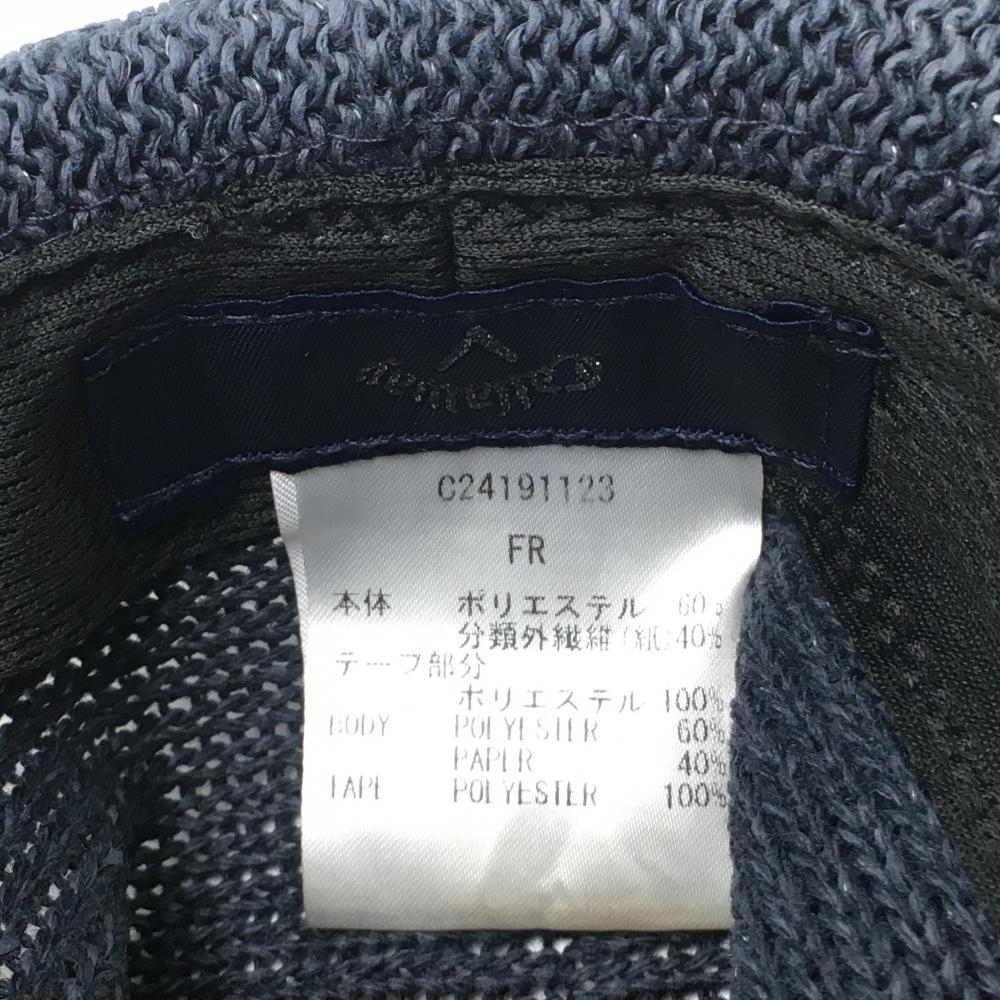 C24191123
FR
本体 ポリエステル 60%
分類外繊維(紙)40%
テープ部分
ポリエステル 100%
BODY POLYESTER 60%
PAPER 40%
TAPE POLYESTER 100%